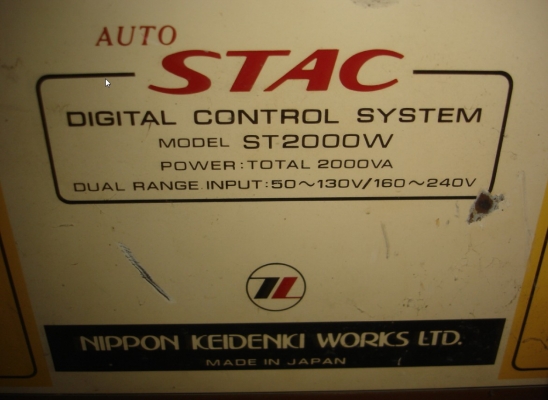 AUTO
STAC
DIGITAL CONTROL SYSTEM
MODEL ST2000W
POWER:TOTAL 2000VA
DUAL RANGE INPUT:50～130V/160～240V
NIPPON KEIDENKI WORKS LTD.
MADE IN JAPAN